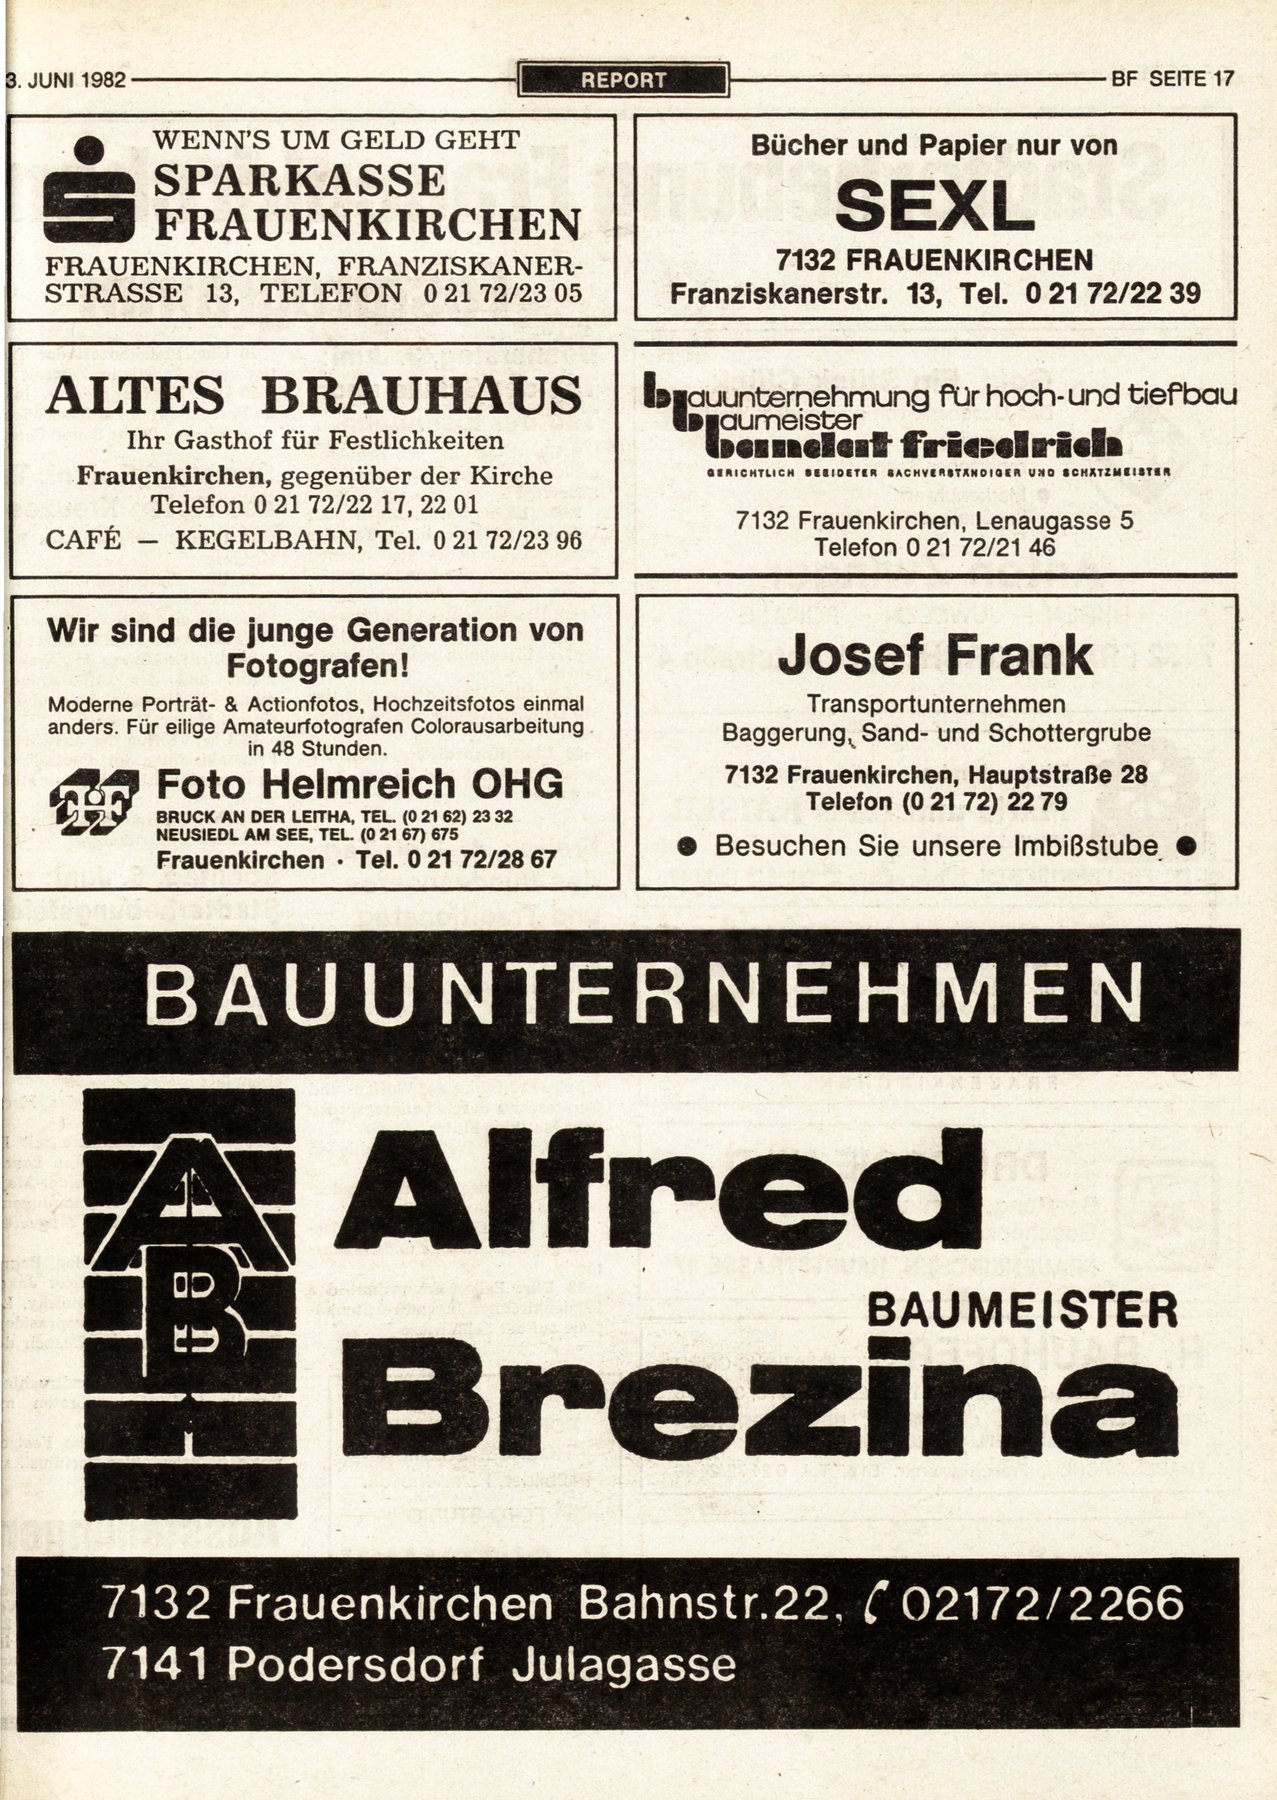 3. JUNI 1982
REPORT
BF SEITE 17
WENN'S UM GELD GEHT
SPARKASSE
FRAUENKIRCHEN
FRAUENKIRCHEN, FRANZISKANER-
STRASSE 13, TELEFON 0 21 72/23 05
Bücher und Papier nur von
SEXL
7132 FRAUENKIRCHEN
Franziskanerstr. 13, Tel. 0 21 72/22 39
ALTES BRAUHAUS
Ihr Gasthof für Festlichkeiten
Frauenkirchen, gegenüber der Kirche
Telefon 0 21 72/22 17, 22 01
CAFÉ — KEGELBAHN, Tel. 0 21 72/23 96
bauunternehmung für hoch-und tiefbau
baumeister
bandat friedrich
GERICHTLICH BEEIDETER SACHVERSTÄNDIGER UND SCHÄTZMEISTER
7132 Frauenkirchen, Lenaugasse 5
Telefon 0 21 72/21 46
Wir sind die junge Generation von
Fotografen!
Moderne Porträt- & Actionfotos, Hochzeitsfotos einmal
anders. Für eilige Amateurfotografen Colorausarbeitung
in 48 Stunden.
Foto Helmreich OHG
BRUCK AN DER LEITHA, TEL. (0 21 62) 23 32
NEUSIEDL AM SEE, TEL. (0 21 67) 675
Frauenkirchen · Tel. 0 21 72/28 67
Josef Frank
Transportunternehmen
Baggerung, Sand- und Schottergrube
7132 Frauenkirchen, Hauptstraße 28
Telefon (0 21 72) 22 79
● Besuchen Sie unsere Imbißstube ●
BAUUNTERNEHMEN
ABH
Alfred
BAUMEISTER
Brezina
7132 Frauenkirchen Bahnstr.22, ✆ 02172/2266
7141 Podersdorf Julagasse